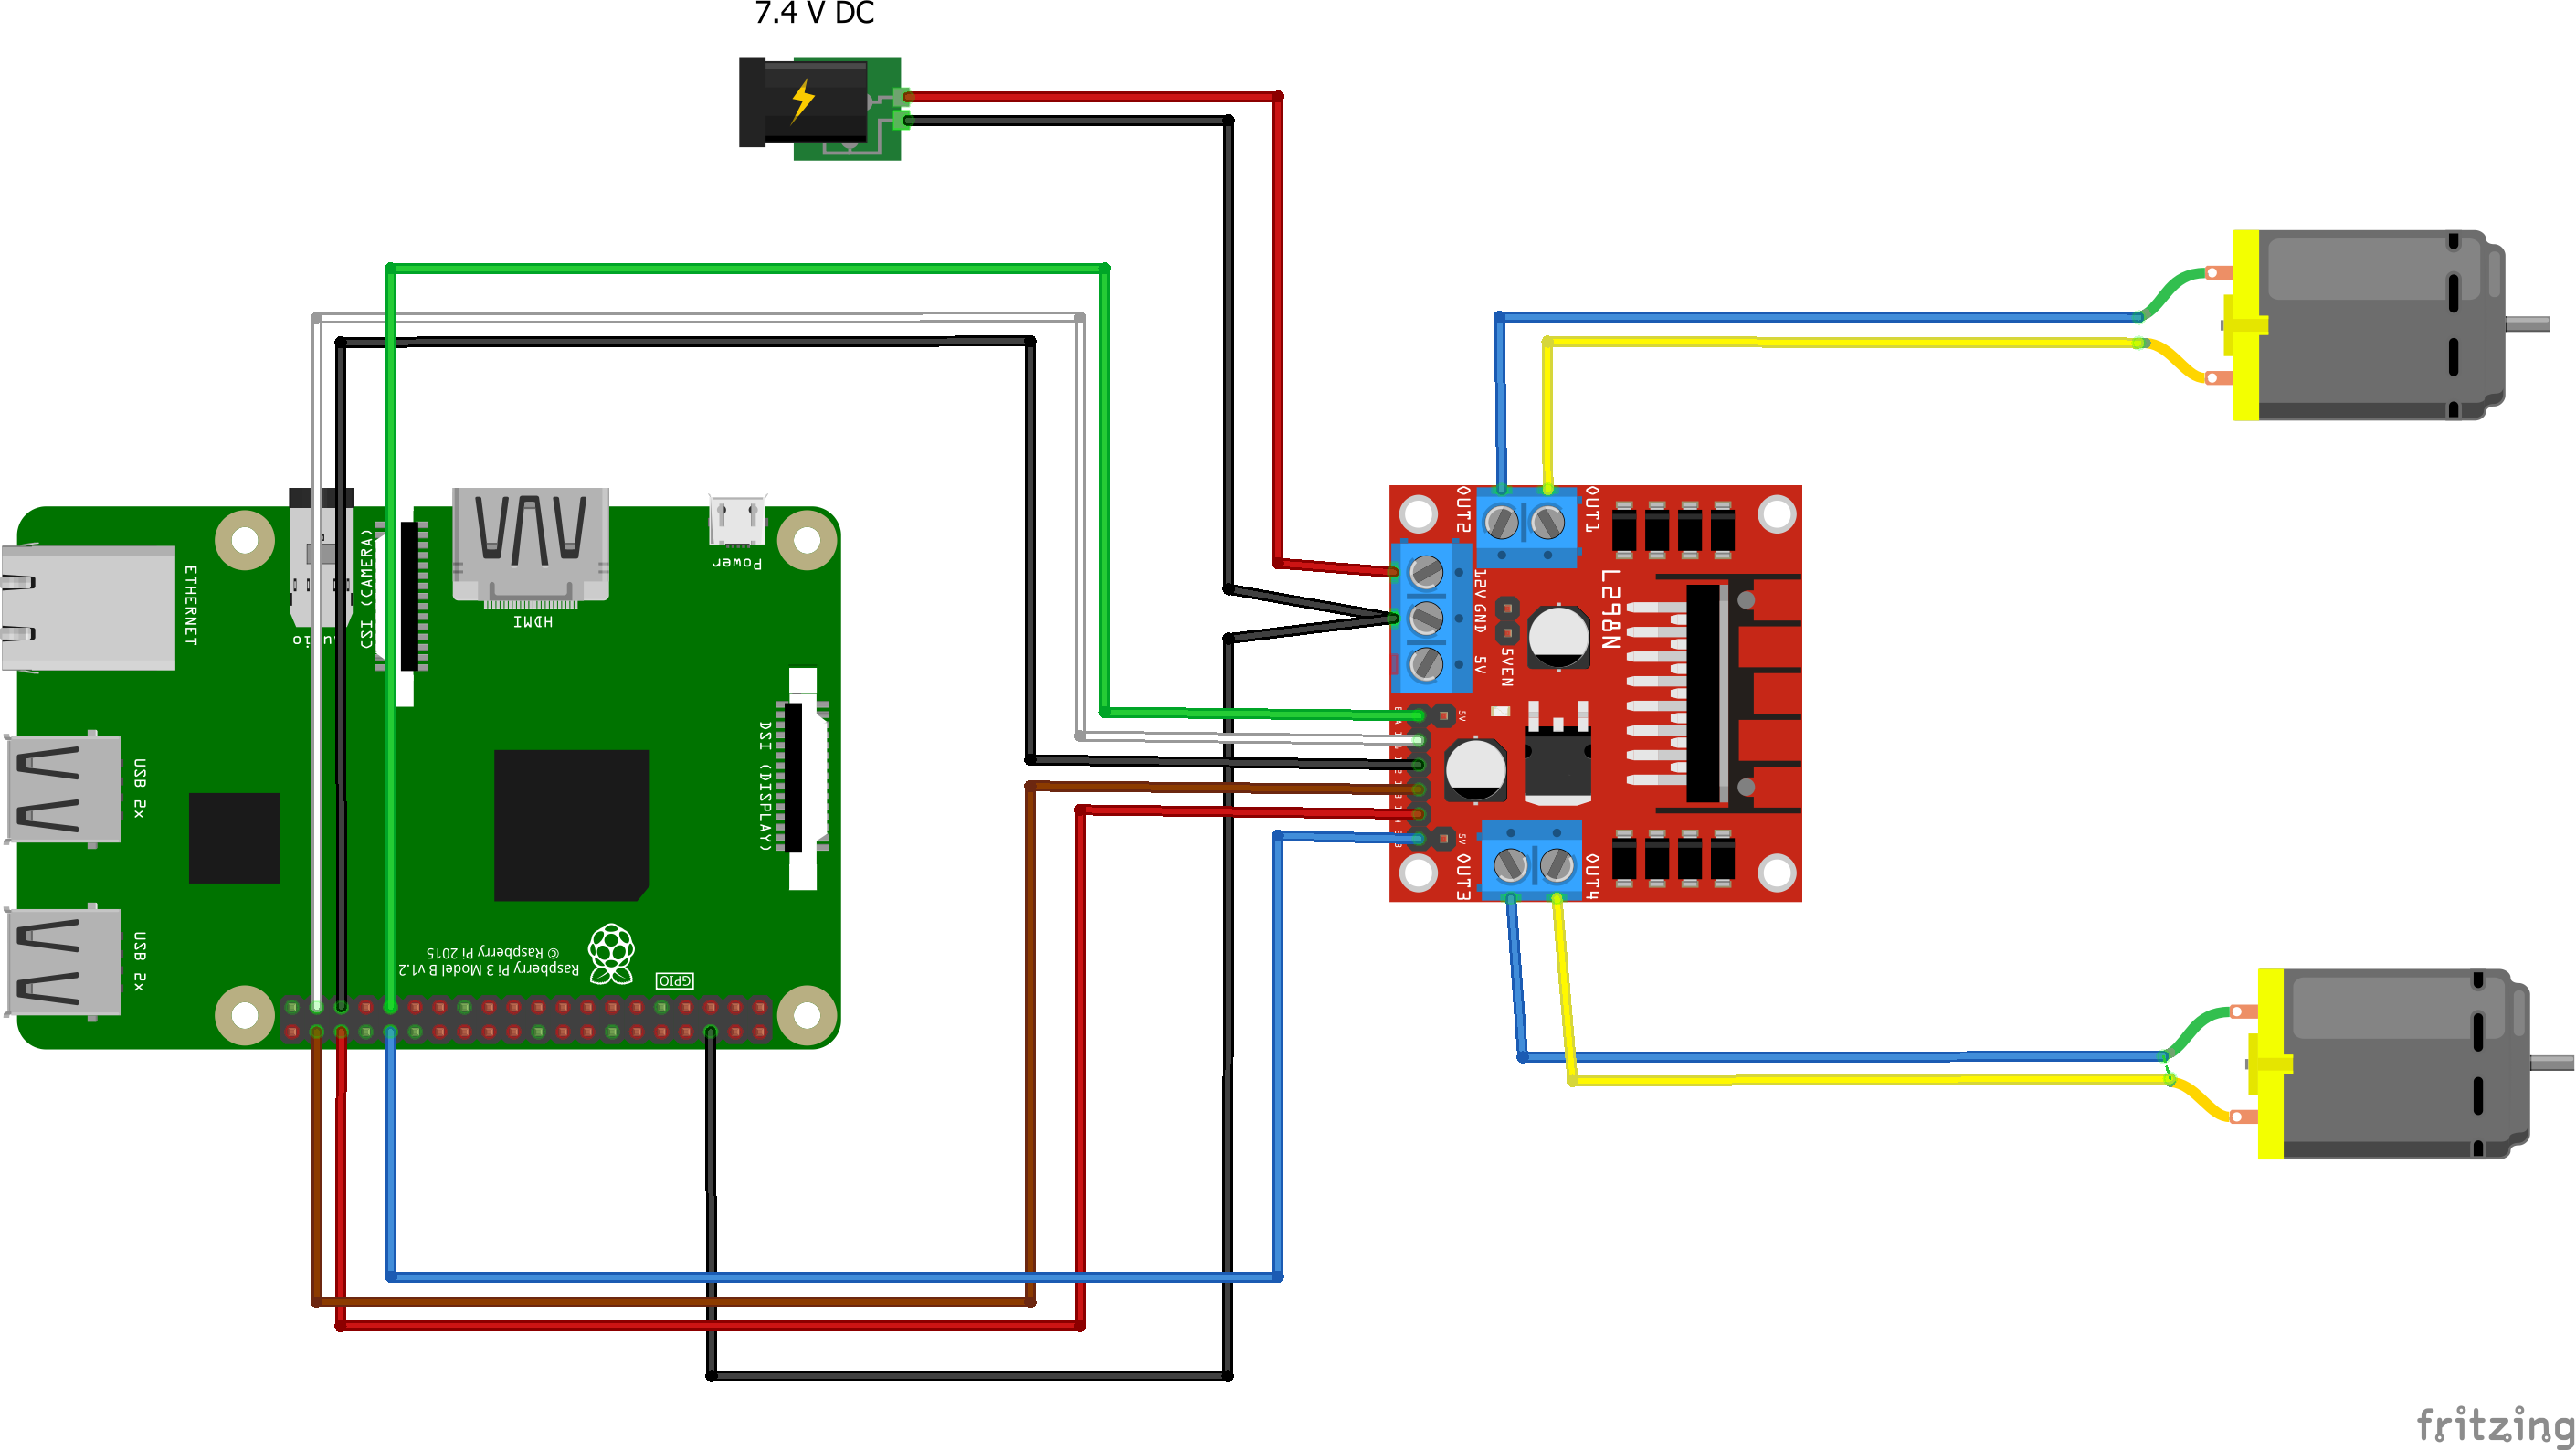 7.4 V DC
ETHERNET
Audio
CSI (CAMERA)
HDMI
Power
USB 2x
USB 2x
DSI (DISPLAY)
© Raspberry Pi 2015
Raspberry Pi 3 Model B v1.2
GPIO
OUT2
OUT1
12V
GND
5V
5VEN
L298N
5V
5V
OUT3
OUT4
fritzing